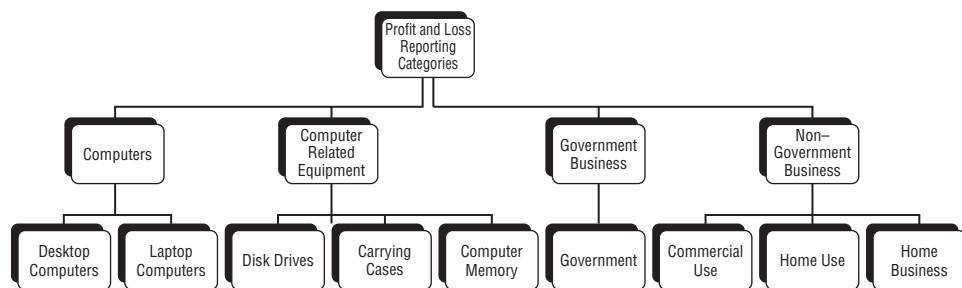 Profit and Loss
Reporting
Categories
Computers
Computer
Related
Equipment
Government
Business
Non–
Government
Business
Desktop
Computers
Laptop
Computers
Disk Drives
Carrying
Cases
Computer
Memory
Government
Commercial
Use
Home Use
Home
Business